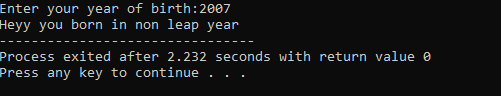 Enter your year of birth:2007
Heyy you born in non leap year
--------------------------------
Process exited after 2.232 seconds with return value 0
Press any key to continue . . .